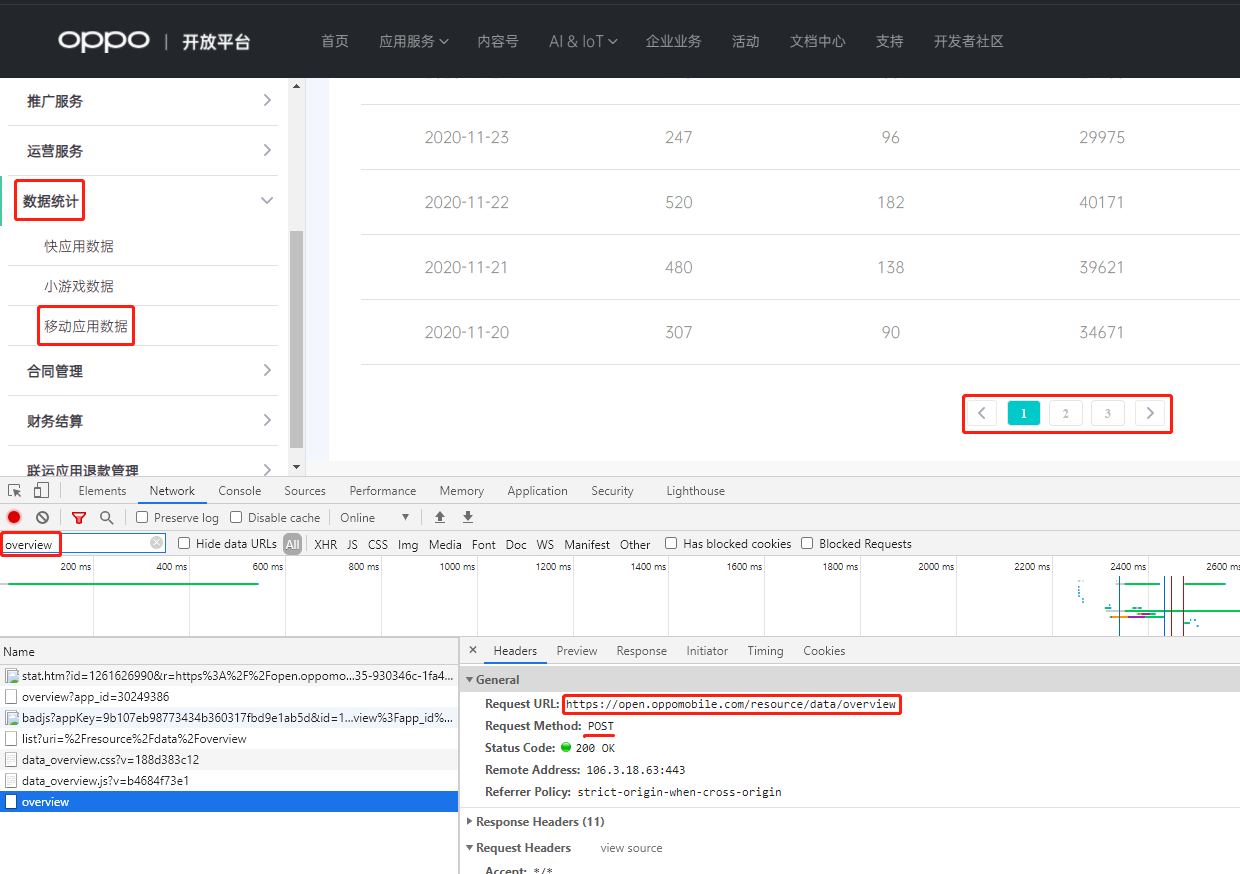 oppo | 开放平台 首页 应用服务 内容号 AI & IoT 企业业务 活动 文档中心 支持 开发者社区
推广服务
运营服务
数据统计
快应用数据
小游戏数据
移动应用数据
合同管理
财务结算
联运应用退款管理
2020-11-23 247 96 29975
2020-11-22 520 182 40171
2020-11-21 480 138 39621
2020-11-20 307 90 34671
1 2 3
Elements Network Console Sources Performance Memory Application Security Lighthouse
Preserve log Disable cache Online
overview Hide data URLs All XHR JS CSS Img Media Font Doc WS Manifest Other Has blocked cookies Blocked Requests
200 ms 400 ms 600 ms 800 ms 1000 ms 1200 ms 1400 ms 1600 ms 1800 ms 2000 ms 2200 ms 2400 ms 2600 ms
Name
stat.htm?id=1261626990&r=https%3A%2F%2Fopen.oppomo...35-930346c-1fa4...
overview?app_id=30249386
badjs?appKey=9b107eb98773434b360317fbd9e1ab5d&id=1...view%3Fapp_id%...
list?uri=%2Fresource%2Fdata%2Foverview
data_overview.css?v=188d383c12
data_overview.js?v=b4684f73e1
overview
× Headers Preview Response Initiator Timing Cookies
General
Request URL: https://open.oppomobile.com/resource/data/overview
Request Method: POST
Status Code: 200 OK
Remote Address: 106.3.18.63:443
Referrer Policy: strict-origin-when-cross-origin
Response Headers (11)
Request Headers view source
Accept: */*